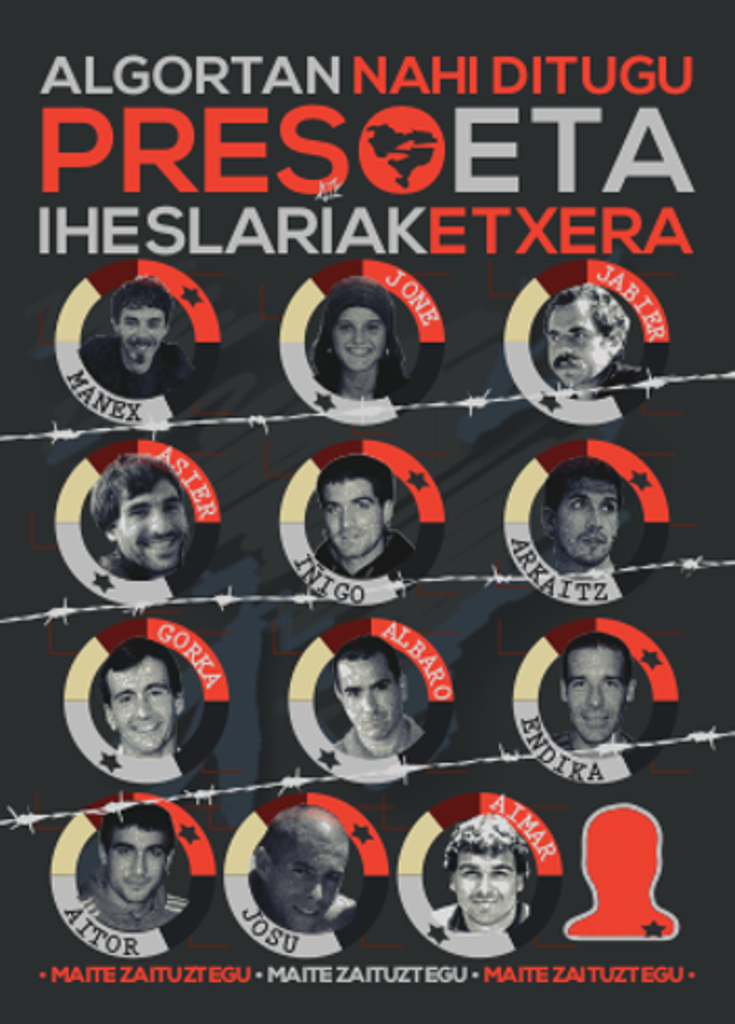 ALGORTAN NAHI DITUGU
PRESO ETA
IHESLARIAK ETXERA
MANEX
JONE
JABIER
ASIER
INIGO
ARKAITZ
GORKA
ALBARO
ENDIKA
AITOR
JOSU
AIMAR
• MAITE ZAITUZTEGU • MAITE ZAITUZTEGU • MAITE ZAITUZTEGU •